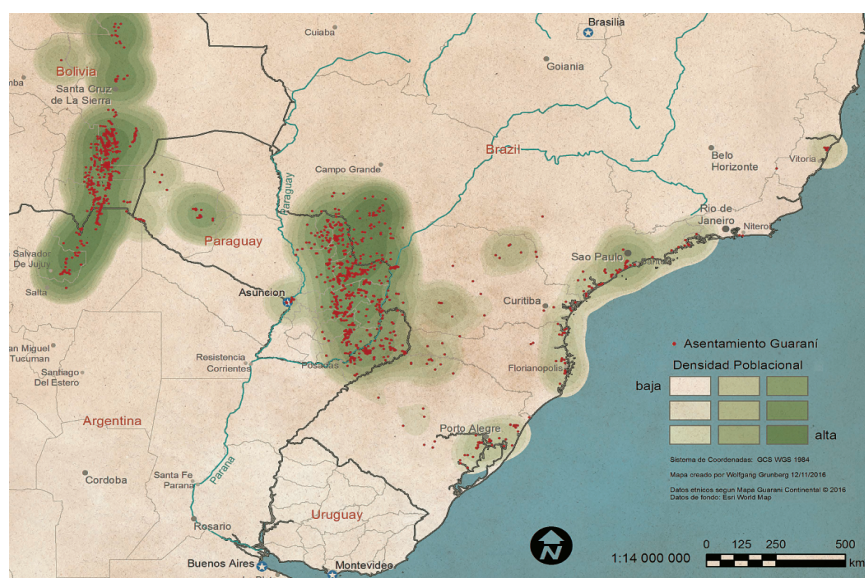 Brasilia
Cuiaba
Bolivia
Goiania
Santa Cruz
de La Sierra
Brazil
Belo
Horizonte
Vitoria
Campo Grande
Paraguay
Rio de
Janeiro
Niteroi
Paraguay
Salvador
De Jujuy
Sao Paulo
Salta
Asuncion
Curitiba
San Miguel
Tucuman
Asentamiento Guaraní
Resistencia
Corrientes
Posadas
Florianopolis
Densidad Poblacional
Santiago
Del Estero
baja
Argentina
Porto Alegre
alta
Sistema de Coordonadas: GCS WGS 1984
Cordoba
Santa Fe
Parana
Parana
Mapa creado por Wolfgang Grunberg 12/11/2016
Datos étnicos segun Mapa Guarani Continental © 2016
Datos de fondo: Esri World Map
Rosario
Uruguay
N
0 125 250 500
1:14 000 000
km
Buenos Aires
Montevideo